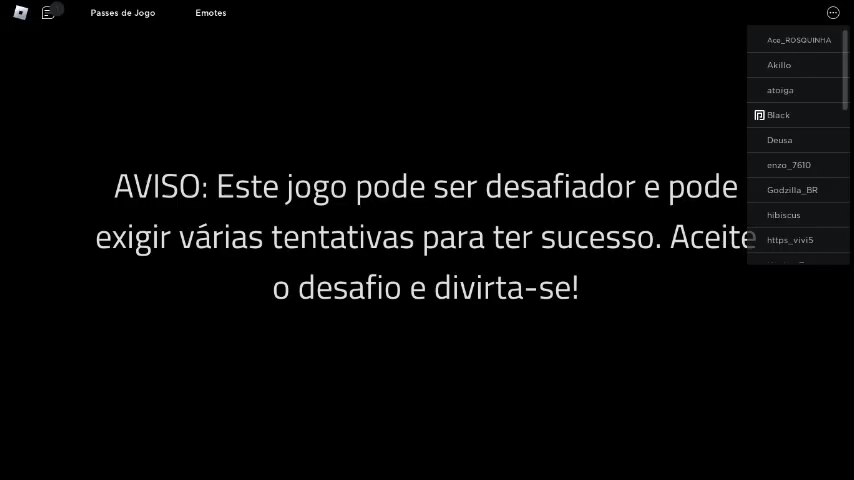 Passes de Jogo
Emotes
Ace_ROSQUINHA
Akillo
atoiga
Black
Deusa
enzo_7610
Godzilla_BR
hibiscus
https_vivi5
AVISO: Este jogo pode ser desafiador e pode
exigir várias tentativas para ter sucesso. Aceite
o desafio e divirta-se!